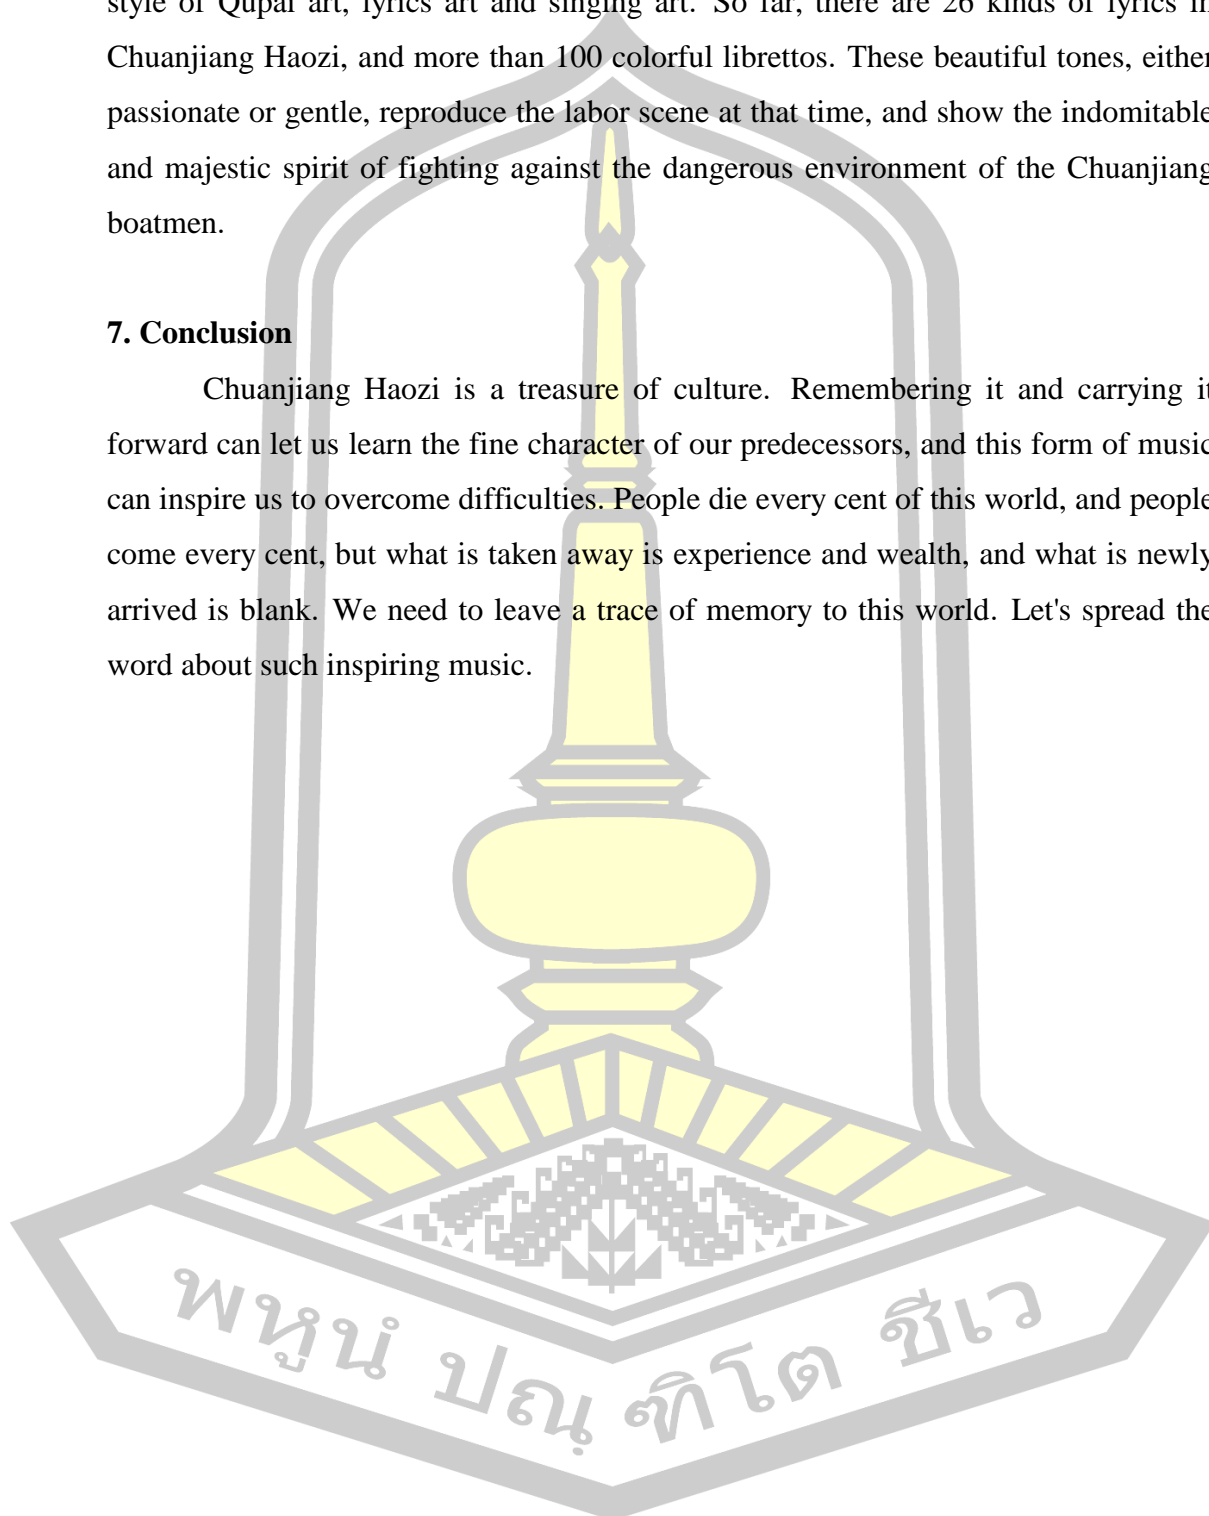 style of Qupai art, lyrics art and singing art. So far, there are 26 kinds of lyrics in
Chuanjiang Haozi, and more than 100 colorful librettos. These beautiful tones, either
passionate or gentle, reproduce the labor scene at that time, and show the indomitable
and majestic spirit of fighting against the dangerous environment of the Chuanjiang
boatmen.
7. Conclusion
Chuanjiang Haozi is a treasure of culture. Remembering it and carrying it
forward can let us learn the fine character of our predecessors, and this form of music
can inspire us to overcome difficulties. People die every cent of this world, and people
come every cent, but what is taken away is experience and wealth, and what is newly
arrived is blank. We need to leave a trace of memory to this world. Let's spread the
word about such inspiring music.
พหูนํ ปณฺฑิโต ชีเว